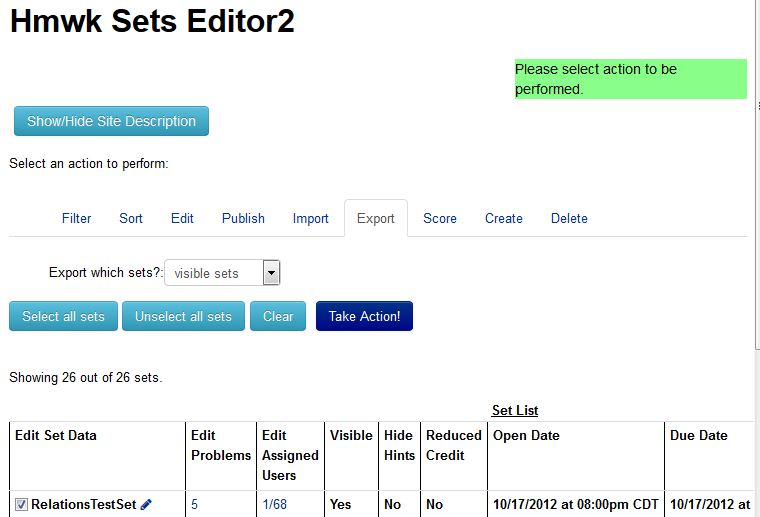 Hmwk Sets Editor2
Please select action to be
performed.
Show/Hide Site Description
Select an action to perform:
Filter Sort Edit Publish Import Export Score Create Delete
Export which sets?: visible sets
Select all sets Unselect all sets Clear Take Action!
Showing 26 out of 26 sets.
Set List
Edit Set Data Edit Problems Edit Assigned Users Visible Hide Hints Reduced Credit Open Date Due Date
RelationsTestSet 5 1/68 Yes No No 10/17/2012 at 08:00pm CDT 10/17/2012 at